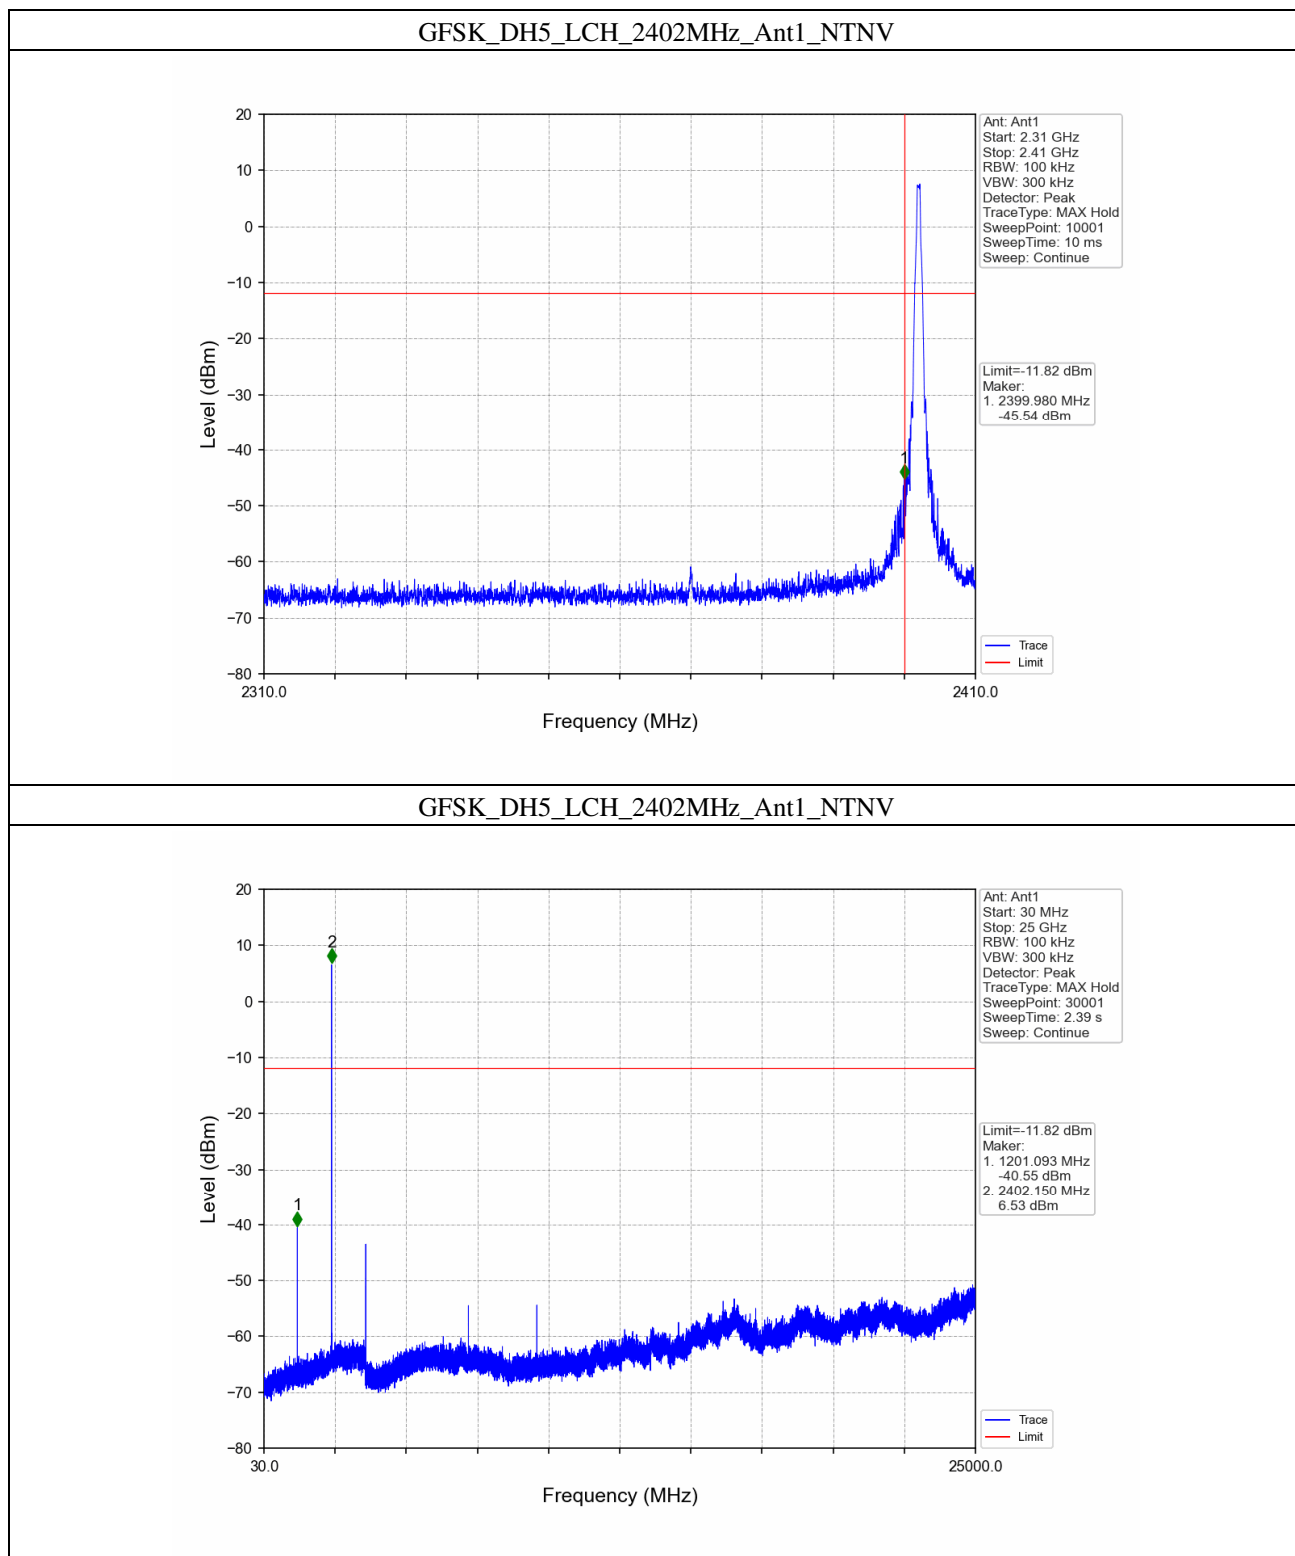 GFSK_DH5_LCH_2402MHz_Ant1_NTNV
20
10
0
−10
−20
−30
−40
−50
−60
−70
−80
Level (dBm)
1
2310.0
2410.0
Frequency (MHz)
Ant: Ant1
Start: 2.31 GHz
Stop: 2.41 GHz
RBW: 100 kHz
VBW: 300 kHz
Detector: Peak
TraceType: MAX Hold
SweepPoint: 10001
SweepTime: 10 ms
Sweep: Continue
Limit=-11.82 dBm
Maker:
1. 2399.980 MHz
-45.54 dBm
Trace
Limit
GFSK_DH5_LCH_2402MHz_Ant1_NTNV
20
10
0
−10
−20
−30
−40
−50
−60
−70
−80
Level (dBm)
1
2
30.0
25000.0
Frequency (MHz)
Ant: Ant1
Start: 30 MHz
Stop: 25 GHz
RBW: 100 kHz
VBW: 300 kHz
Detector: Peak
TraceType: MAX Hold
SweepPoint: 30001
SweepTime: 2.39 s
Sweep: Continue
Limit=-11.82 dBm
Maker:
1. 1201.093 MHz
-40.55 dBm
2. 2402.150 MHz
6.53 dBm
Trace
Limit